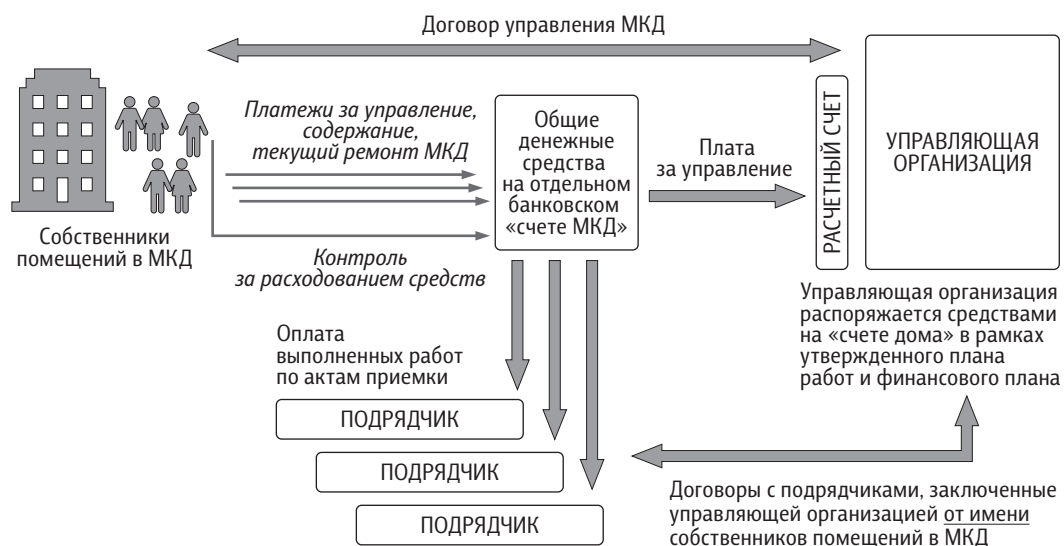 Договор управления МКД
Платежи за управление,
содержание,
текущий ремонт МКД
Общие
денежные
средства
на отдельном
банковском
«счете МКД»
Плата
за управление
РАСЧЕТНЫЙ СЧЕТ
УПРАВЛЯЮЩАЯ
ОРГАНИЗАЦИЯ
Собственники
помещений в МКД
Контроль
за расходованием средств
Управляющая организация
распоряжается средствами
на «счете дома» в рамках
утвержденного плана
работ и финансового плана
Оплата
выполненных работ
по актам приемки
ПОДРЯДЧИК
ПОДРЯДЧИК
ПОДРЯДЧИК
Договоры с подрядчиками, заключенные
управляющей организацией от имени
собственников помещений в МКД